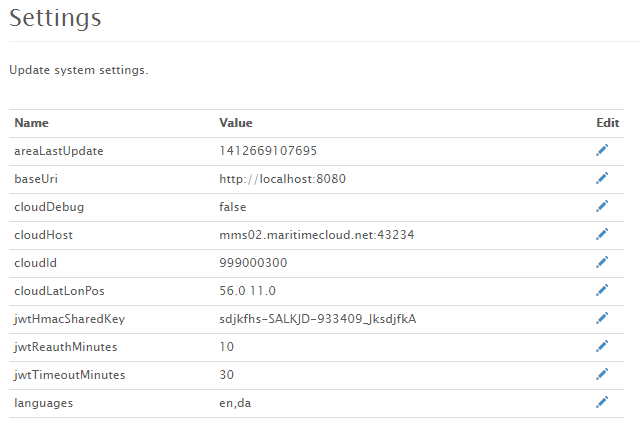 Settings
Update system settings.
Name Value Edit
areaLastUpdate 1412669107695
baseUri http://localhost:8080
cloudDebug false
cloudHost mms02.maritimecloud.net:43234
cloudId 999000300
cloudLatLonPos 56.0 11.0
jwtHmacSharedKey sdjkfhs-SALKJD-933409_JksdjfkA
jwtReauthMinutes 10
jwtTimeoutMinutes 30
languages en,da